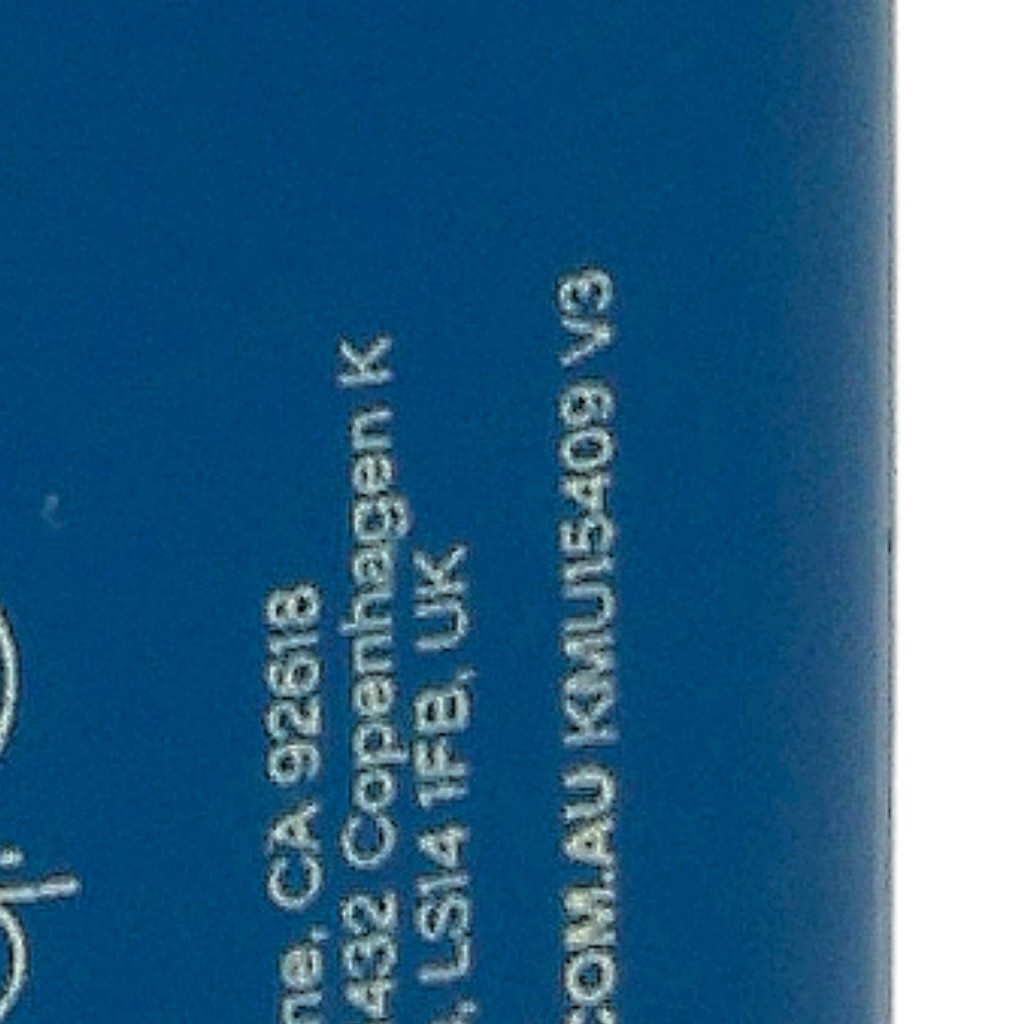 ne, CA 92618
432 Copenhagen K
, LS14 1FB, UK
COM.AU KMU15409 V3